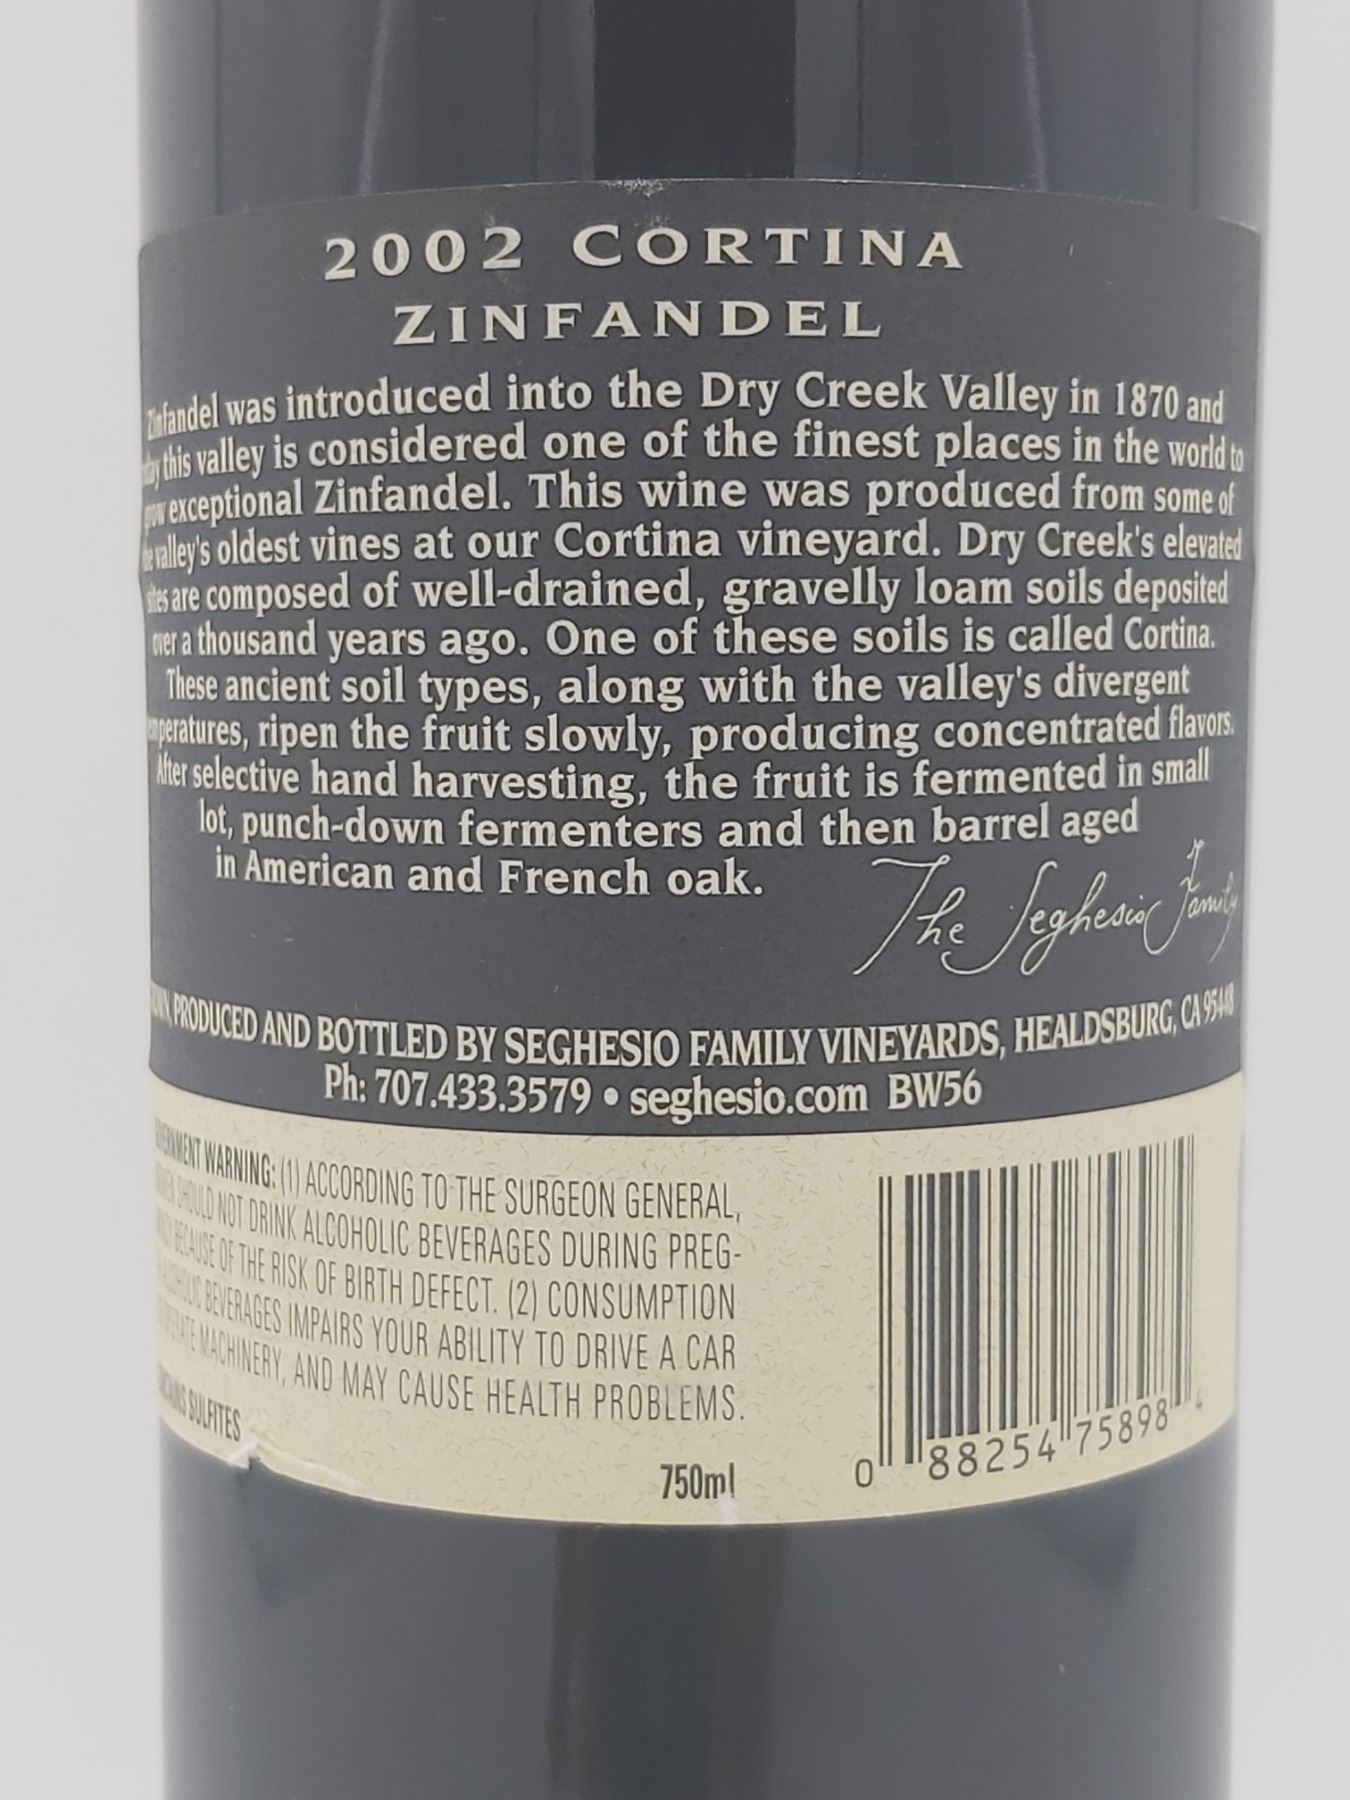 2002 CORTINA
ZINFANDEL
Zinfandel was introduced into the Dry Creek Valley in 1870 and
this valley is considered one of the finest places in the world to
exceptional Zinfandel. This wine was produced from some of
valley's oldest vines at our Cortina vineyard. Dry Creek's elevated
sites are composed of well-drained, gravelly loam soils deposited
over a thousand years ago. One of these soils is called Cortina.
These ancient soil types, along with the valley's divergent
ripen the fruit slowly, producing concentrated flavors.
After selective hand harvesting, the fruit is fermented in small
lot, punch-down fermenters and then barrel aged
in American and French oak.
The Seghesio Family
PRODUCED AND BOTTLED BY SEGHESIO FAMILY VINEYARDS, HEALDSBURG, CA 95448
Ph: 707.433.3579 • seghesio.com BW56
WARNING: (1) ACCORDING TO THE SURGEON GENERAL,
SHOULD NOT DRINK ALCOHOLIC BEVERAGES DURING PREG-
BECAUSE OF THE RISK OF BIRTH DEFECT. (2) CONSUMPTION
ALCOHOLIC BEVERAGES IMPAIRS YOUR ABILITY TO DRIVE A CAR
MACHINERY, AND MAY CAUSE HEALTH PROBLEMS.
SULFITES
750ml
0 88254 75898 4